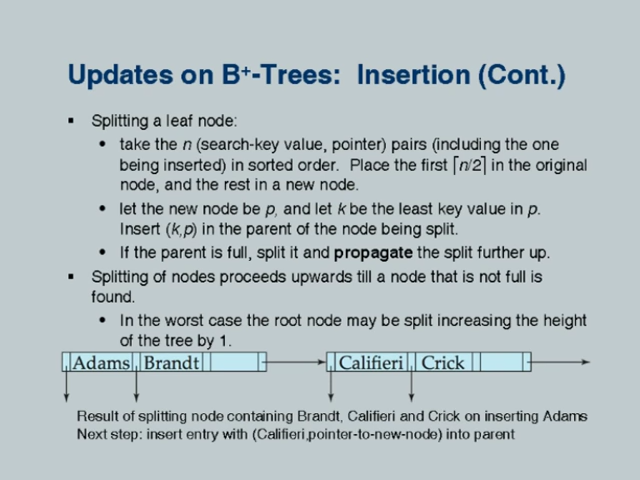 Updates on B⁺-Trees: Insertion (Cont.)
▪ Splitting a leaf node:
• take the n (search-key value, pointer) pairs (including the one
being inserted) in sorted order. Place the first ⌈n/2⌉ in the original
node, and the rest in a new node.
• let the new node be p, and let k be the least key value in p.
Insert (k,p) in the parent of the node being split.
• If the parent is full, split it and propagate the split further up.
▪ Splitting of nodes proceeds upwards till a node that is not full is
found.
• In the worst case the root node may be split increasing the height
of the tree by 1.
Adams Brandt Califieri Crick
Result of splitting node containing Brandt, Califieri and Crick on inserting Adams
Next step: insert entry with (Califieri,pointer-to-new-node) into parent